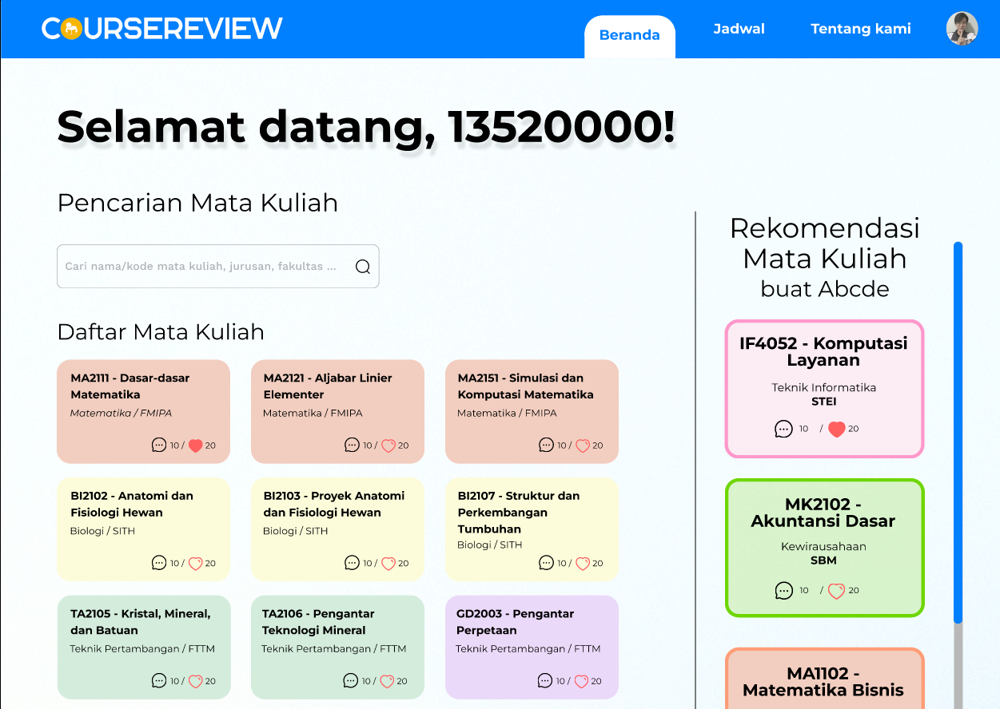 COURSEREVIEW
Beranda
Jadwal
Tentang kami
Selamat datang, 13520000!
Pencarian Mata Kuliah
Cari nama/kode mata kuliah, jurusan, fakultas ...
Daftar Mata Kuliah
MA2111 - Dasar-dasar
Matematika
Matematika / FMIPA
10 / 20
MA2121 - Aljabar Linier
Elementer
Matematika / FMIPA
10 / 20
MA2151 - Simulasi dan
Komputasi Matematika
Matematika / FMIPA
10 / 20
BI2102 - Anatomi dan
Fisiologi Hewan
Biologi / SITH
10 / 20
BI2103 - Proyek Anatomi
dan Fisiologi Hewan
Biologi / SITH
10 / 20
BI2107 - Struktur dan
Perkembangan
Tumbuhan
Biologi / SITH
10 / 20
TA2105 - Kristal, Mineral,
dan Batuan
Teknik Pertambangan / FTTM
10 / 20
TA2106 - Pengantar
Teknologi Mineral
Teknik Pertambangan / FTTM
10 / 20
GD2003 - Pengantar
Perpetaan
Teknik Pertambangan / FTTM
10 / 20
Rekomendasi
Mata Kuliah
buat Abcde
IF4052 - Komputasi
Layanan
Teknik Informatika
STEI
10 / 20
MK2102 -
Akuntansi Dasar
Kewirausahaan
SBM
10 / 20
MA1102 -
Matematika Bisnis